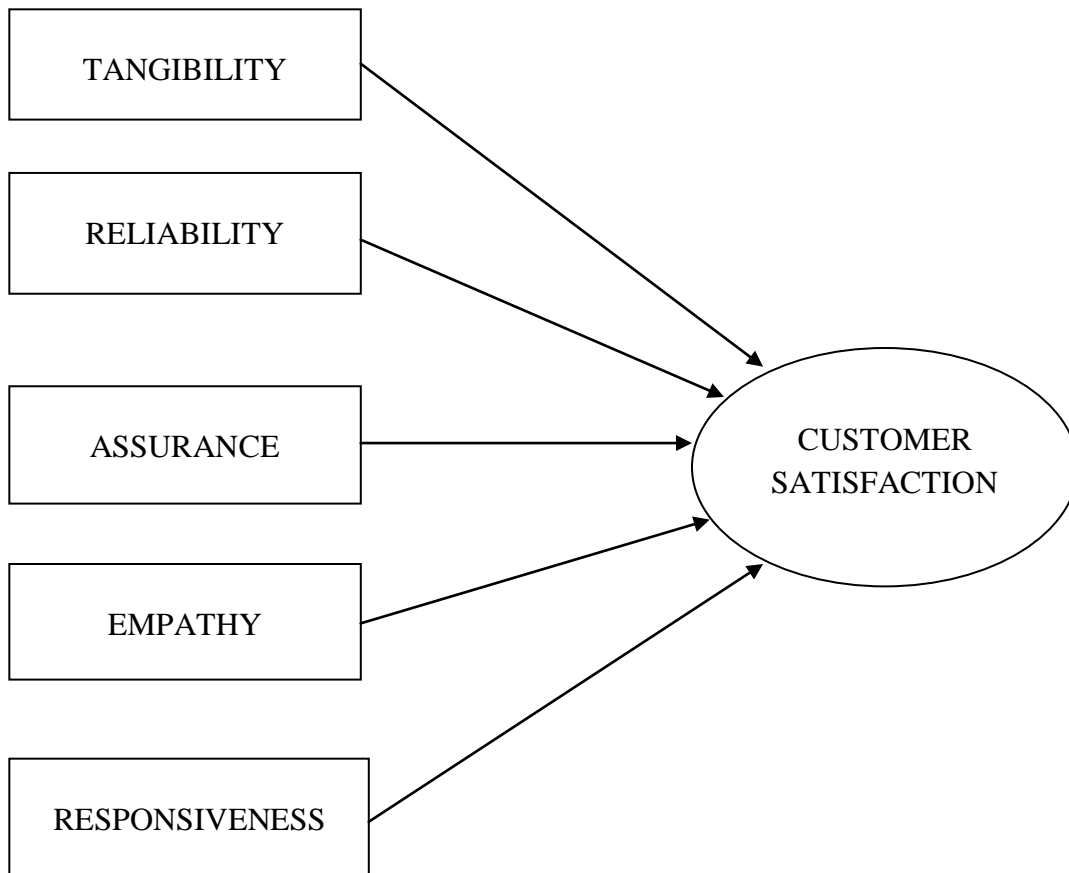 TANGIBILITY
RELIABILITY
ASSURANCE
EMPATHY
RESPONSIVENESS
CUSTOMER
SATISFACTION